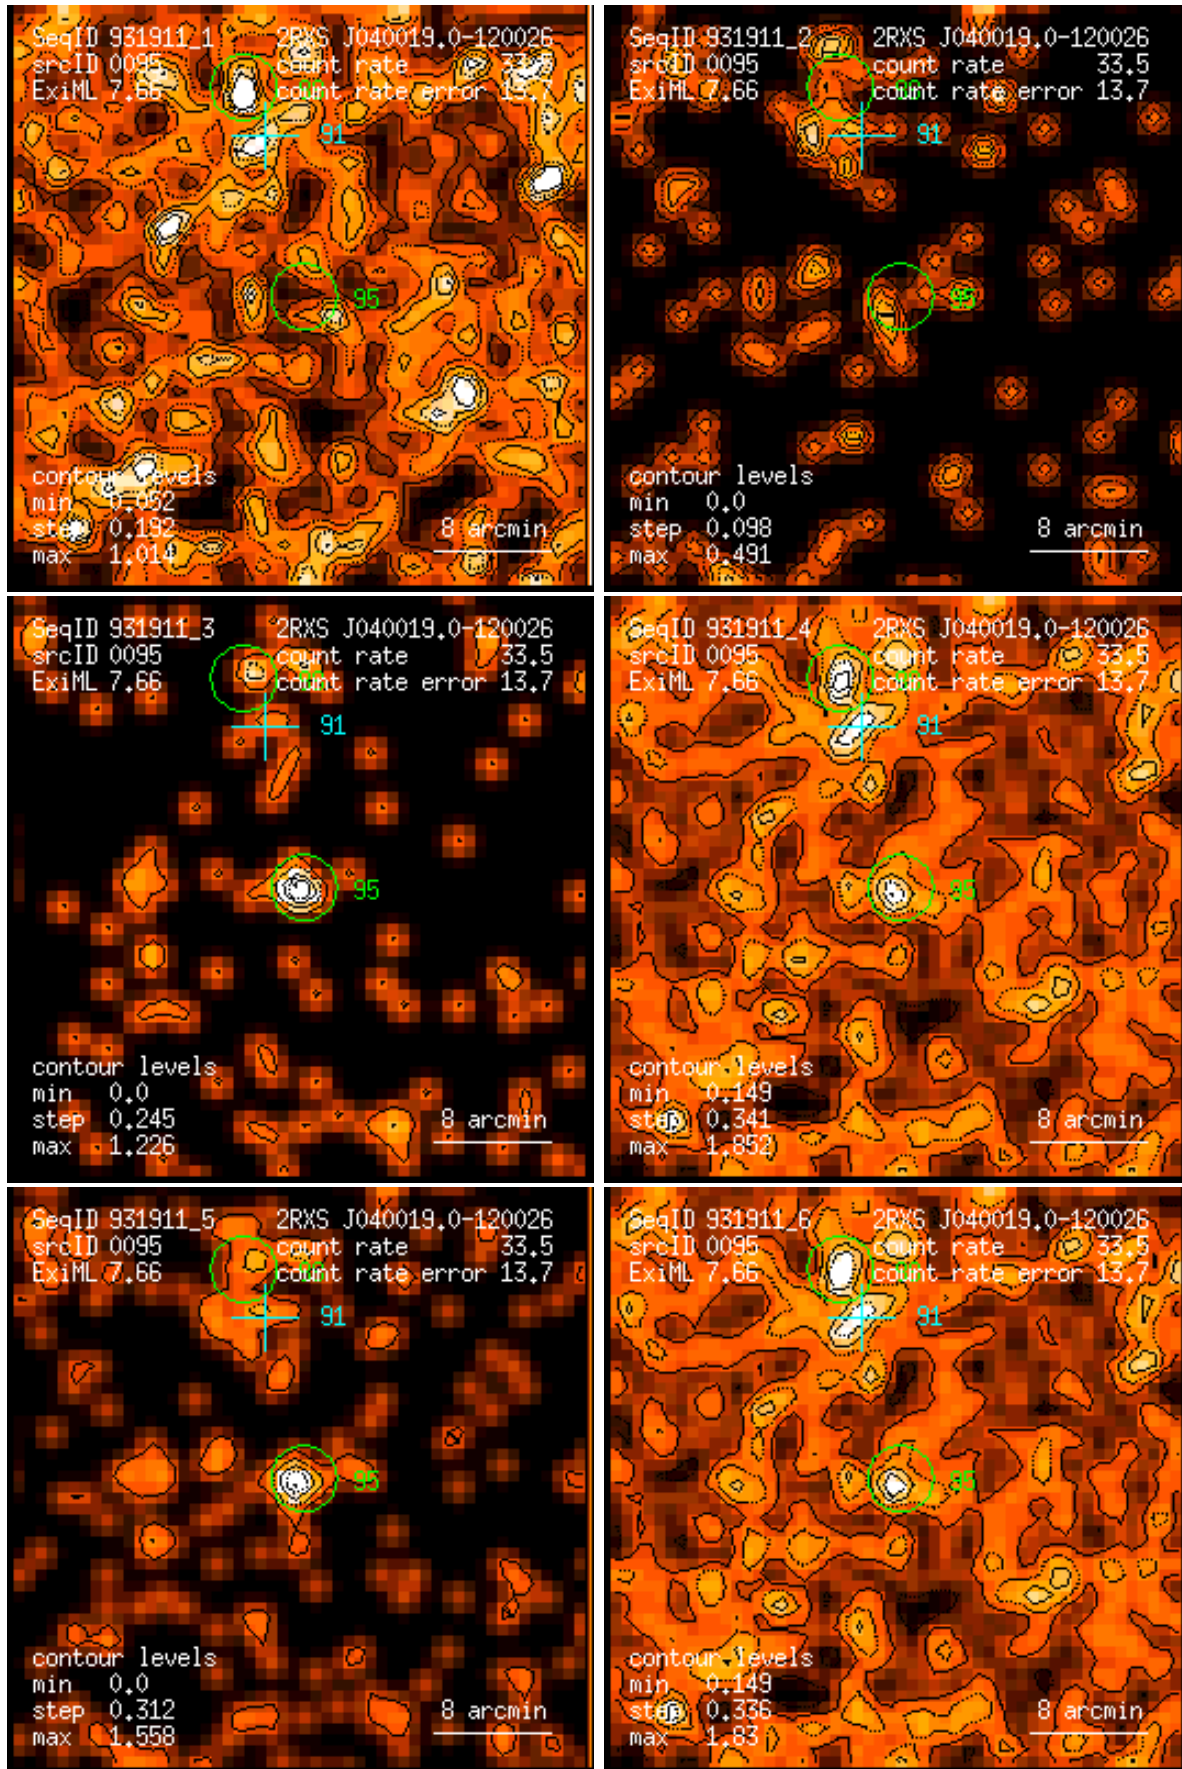 SeqID 931911_1 2RXS J040019.0-120026
srcID 0095 count rate 33.5
ExiML 7.66 count rate error 13.7
91
95
contour levels
min 0.052
step 0.192 8 arcmin
max 1.014
SeqID 931911_2 2RXS J040019.0-120026
srcID 0095 count rate 33.5
ExiML 7.66 count rate error 13.7
91
95
contour levels
min 0.0
step 0.098 8 arcmin
max 0.491
SeqID 931911_3 2RXS J040019.0-120026
srcID 0095 count rate 33.5
ExiML 7.66 count rate error 13.7
91
95
contour levels
min 0.0
step 0.245 8 arcmin
max 1.226
SeqID 931911_4 2RXS J040019.0-120026
srcID 0095 count rate 33.5
ExiML 7.66 count rate error 13.7
91
95
contour levels
min 0.149
step 0.341 8 arcmin
max 1.852
SeqID 931911_5 2RXS J040019.0-120026
srcID 0095 count rate 33.5
ExiML 7.66 count rate error 13.7
91
95
contour levels
min 0.0
step 0.312 8 arcmin
max 1.558
SeqID 931911_6 2RXS J040019.0-120026
srcID 0095 count rate 33.5
ExiML 7.66 count rate error 13.7
91
95
contour levels
min 0.149
step 0.336 8 arcmin
max 1.83